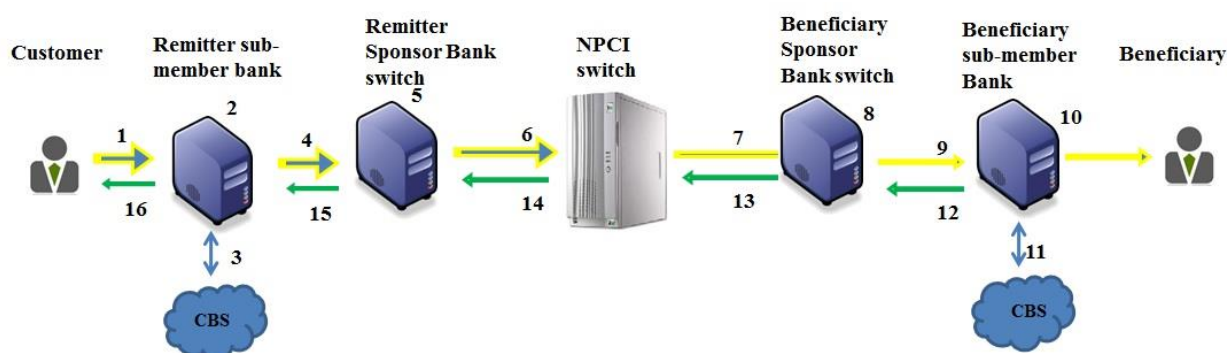 Customer
Remitter sub-
member bank
Remitter
Sponsor Bank
switch
NPCI
switch
Beneficiary
Sponsor
Bank switch
Beneficiary
sub-member
Bank
Beneficiary
1
2
3
4
5
6
7
8
9
10
11
12
13
14
15
16
CBS
CBS